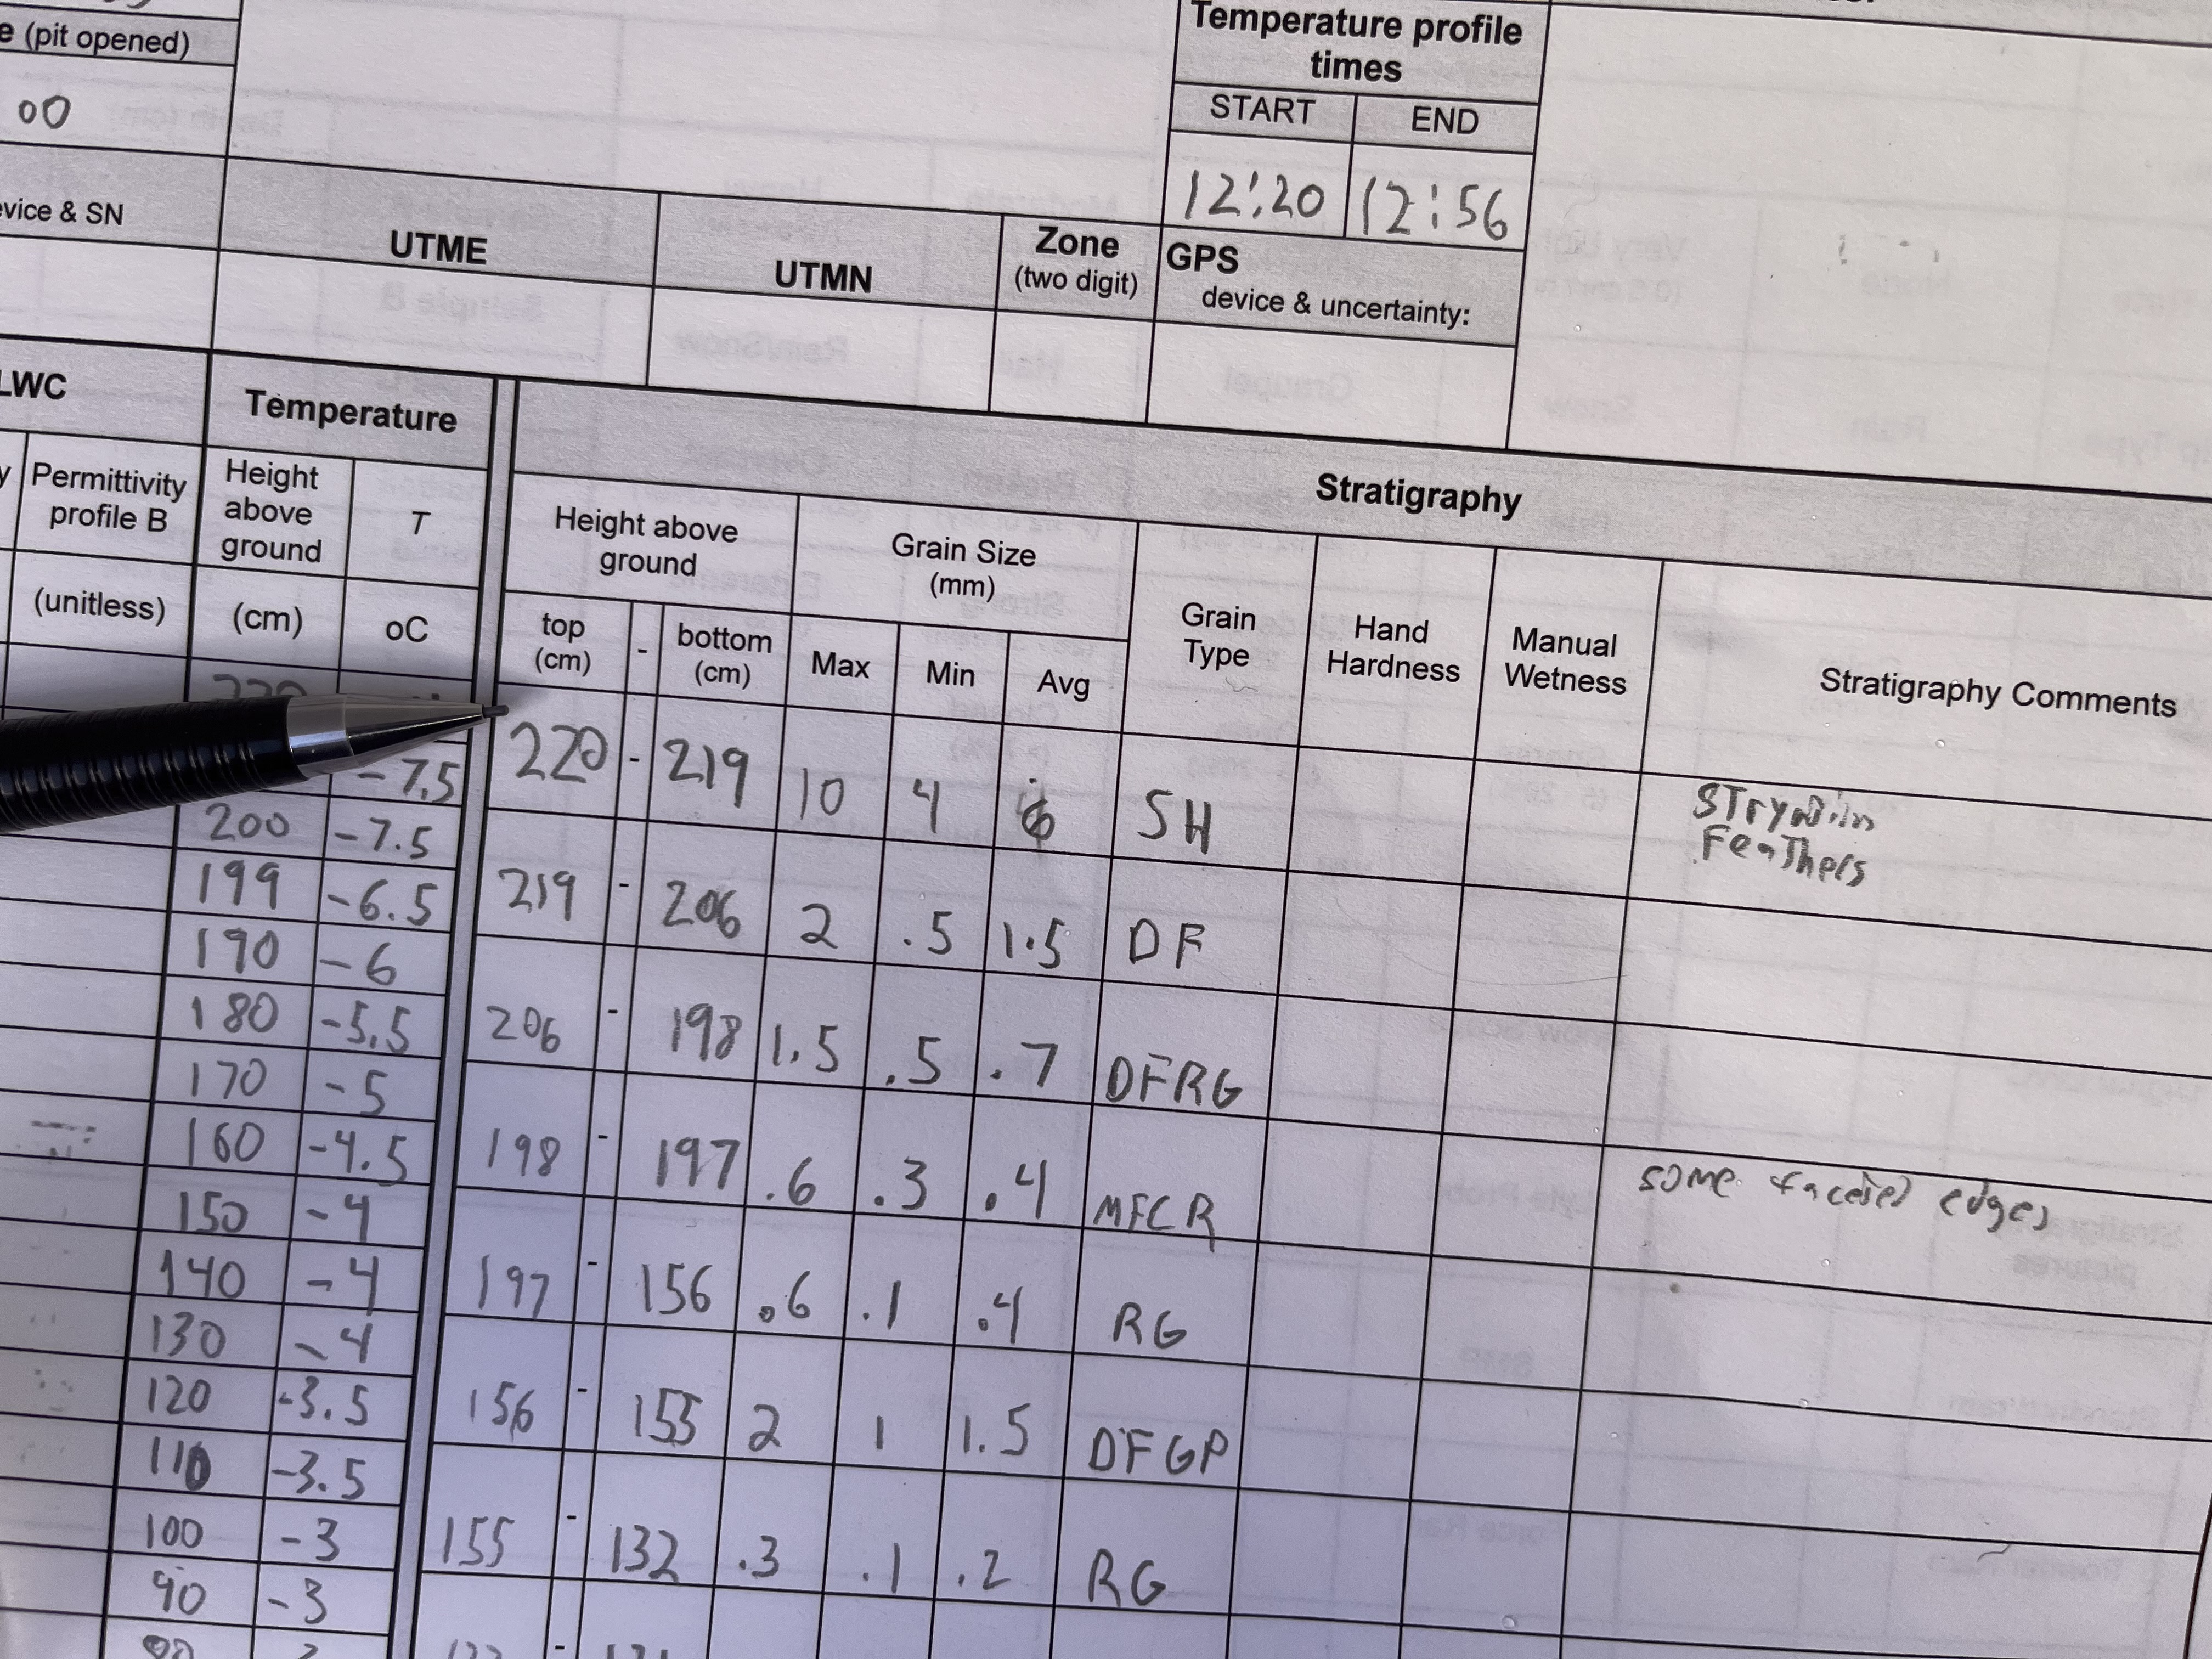 e (pit opened)
00
Temperature profile
times
START END
12:20 12:56
vice & SN
UTME UTMN Zone
(two digit) GPS
device & uncertainty:
LWC Temperature Stratigraphy
Permittivity
profile B
(unitless)
Height
above
ground
(cm)
T
oC
Height above
ground
top
(cm) - bottom
(cm)
Grain Size
(mm)
Max Min Avg
Grain
Type
Hand
Hardness
Manual
Wetness
Stratigraphy Comments
-7.5
200 -7.5
199 -6.5
190 -6
180 -5.5
170 -5
160 -4.5
150 -4
140 -4
130 -4
120 -3.5
110 -3.5
100 -3
90 -3
220 - 219 10 4 6 SH
Feathers
219 - 206 2 .5 1.5 DF
206 - 198 1.5 .5 .7 DFRG
198 - 197 .6 .3 .4 MFCR some faceted edges
197 - 156 .6 .1 .4 RG
156 - 155 2 1 1.5 DFGP
155 - 132 .3 .1 .2 RG